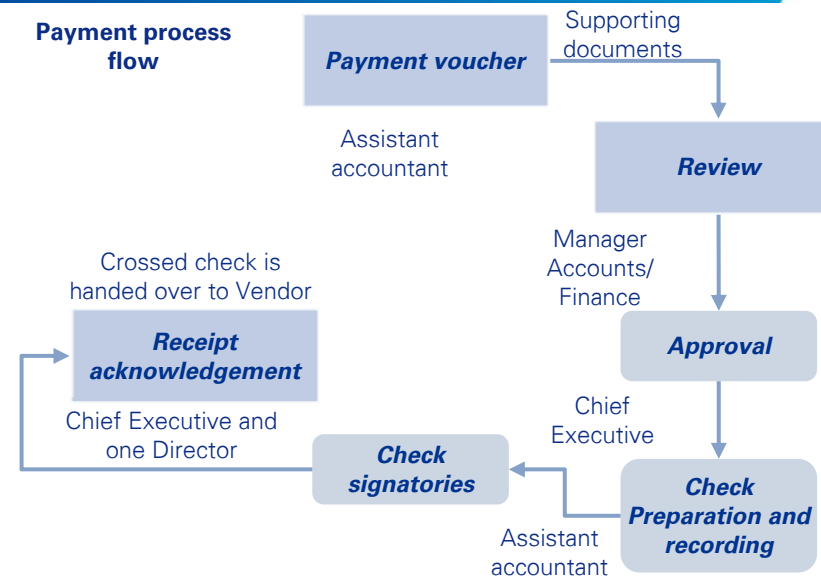 Payment process
flow
Payment voucher
Supporting
documents
Assistant
accountant
Review
Manager
Accounts/
Finance
Approval
Chief
Executive
Check
Preparation and
recording
Assistant
accountant
Check
signatories
Chief Executive and
one Director
Crossed check is
handed over to Vendor
Receipt
acknowledgement